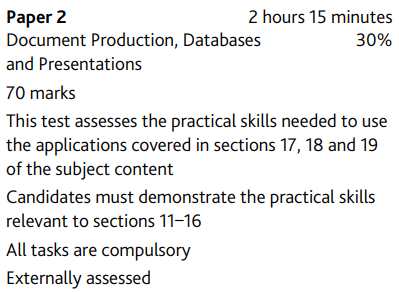 Paper 2 2 hours 15 minutes
Document Production, Databases 30%
and Presentations
70 marks
This test assesses the practical skills needed to use
the applications covered in sections 17, 18 and 19
of the subject content
Candidates must demonstrate the practical skills
relevant to sections 11–16
All tasks are compulsory
Externally assessed